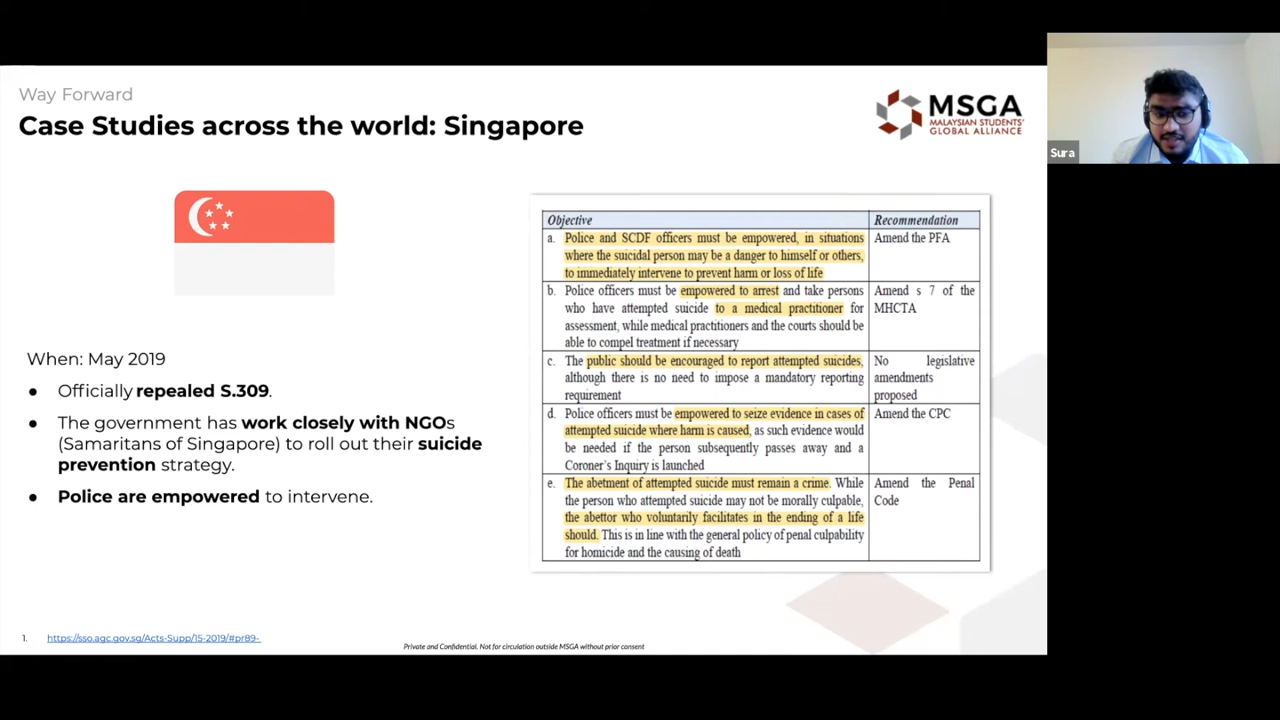 Way Forward
Case Studies across the world: Singapore
MSGA
MALAYSIAN STUDENTS'
GLOBAL ALLIANCE
Sura
When: May 2019
● Officially repealed S.309.
● The government has work closely with NGOs
(Samaritans of Singapore) to roll out their suicide
prevention strategy.
● Police are empowered to intervene.
Objective Recommendation
a. Police and SCDF officers must be empowered, in situations
where the suicidal person may be a danger to himself or others,
to immediately intervene to prevent harm or loss of life
Amend the PFA
b. Police officers must be empowered to arrest and take persons
who have attempted suicide to a medical practitioner for
assessment, while medical practitioners and the courts should be
able to compel treatment if necessary
Amend s 7 of the
MHCTA
c. The public should be encouraged to report attempted suicides,
although there is no need to impose a mandatory reporting
requirement
No legislative
amendments
proposed
d. Police officers must be empowered to seize evidence in cases of
attempted suicide where harm is caused, as such evidence would
be needed if the person subsequently passes away and a
Coroner's Inquiry is launched
Amend the CPC
e. The abetment of attempted suicide must remain a crime. While
the person who attempted suicide may not be morally culpable,
the abettor who voluntarily facilitates in the ending of a life
should. This is in line with the general policy of penal culpability
for homicide and the causing of death
Amend the Penal
Code
1. https://sso.agc.gov.sg/Acts-Supp/15-2019/#pr89-
Private and Confidential. Not for circulation outside MSGA without prior consent